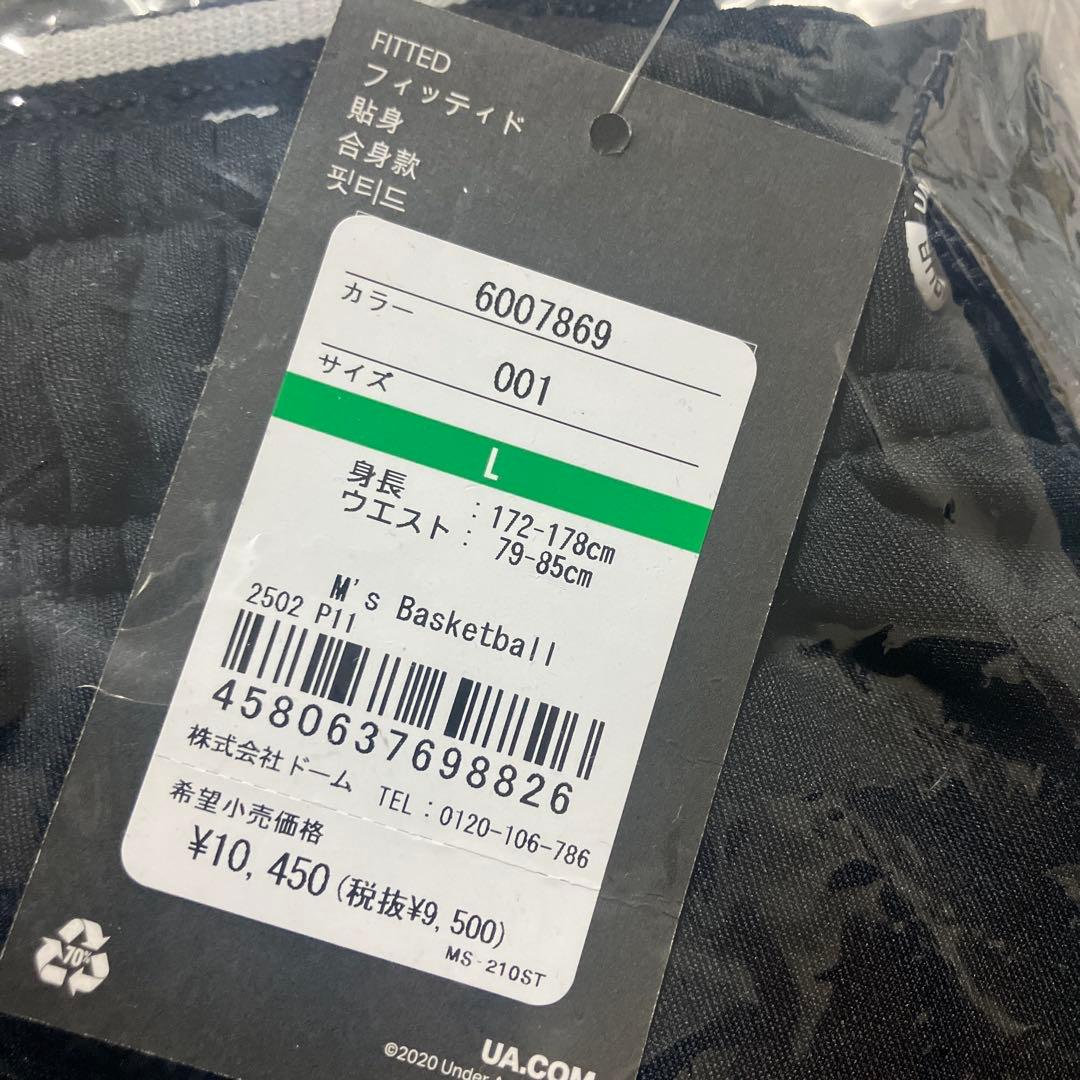 FITTED
フィッティド
貼身
合身款
핏티드
6007869
カラー
001
サイズ
L
身長 : 172-178cm
ウエスト : 79-85cm
M's Basketball
2502 P11
4580637698826
株式会社ドーム TEL : 0120-106-786
希望小売価格
¥10,450(税抜¥9,500)
MS-210ST
70%
UA.COM
©2020 Under